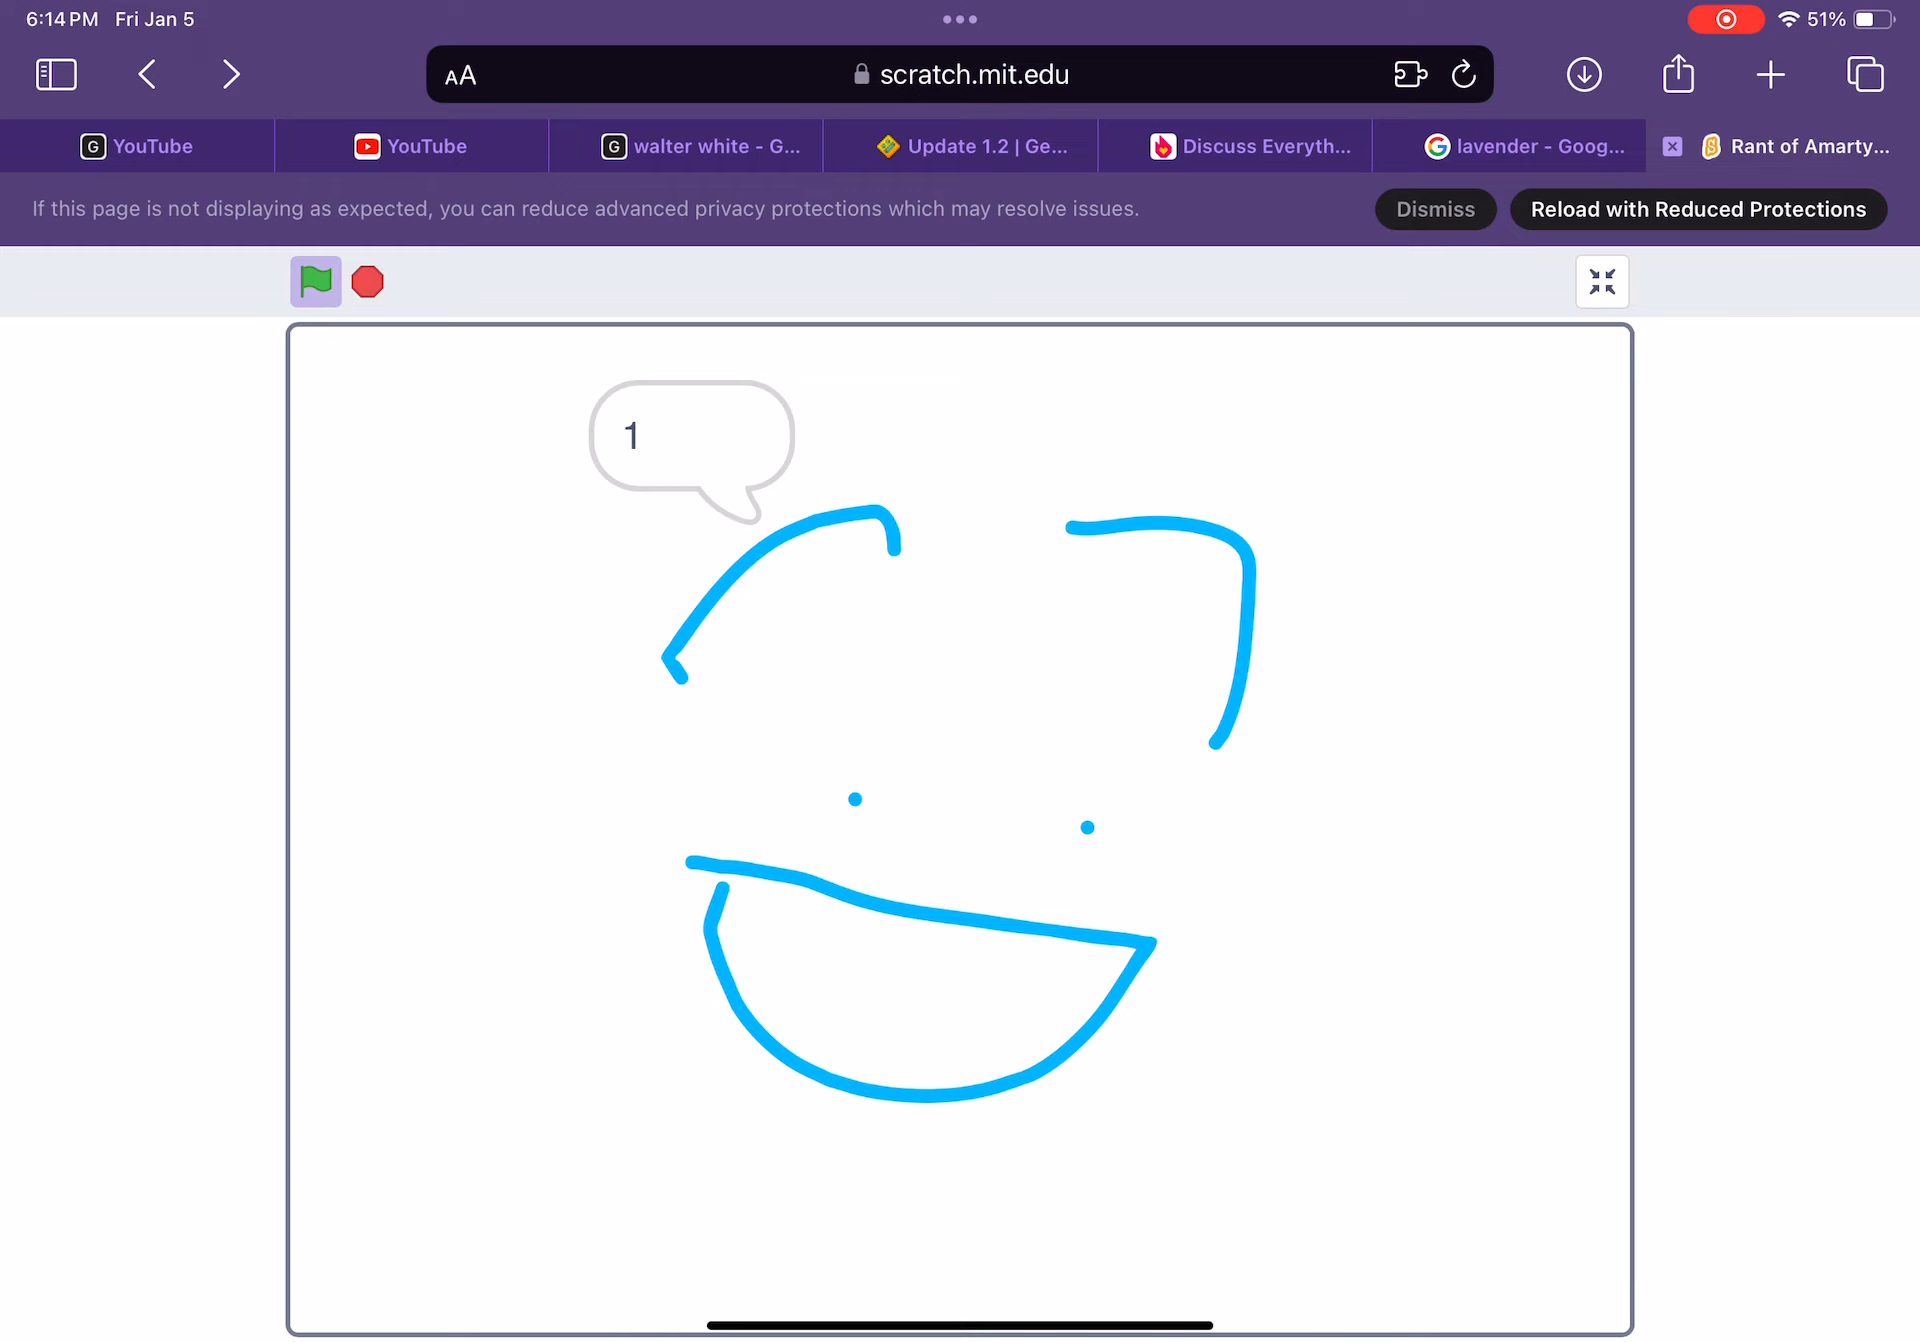 6:14 PM Fri Jan 5
51%
AA scratch.mit.edu
G YouTube
YouTube
G walter white - G...
Update 1.2 | Ge...
Discuss Everyth...
lavender - Goog...
Rant of Amarty...
If this page is not displaying as expected, you can reduce advanced privacy protections which may resolve issues.
Dismiss
Reload with Reduced Protections
1